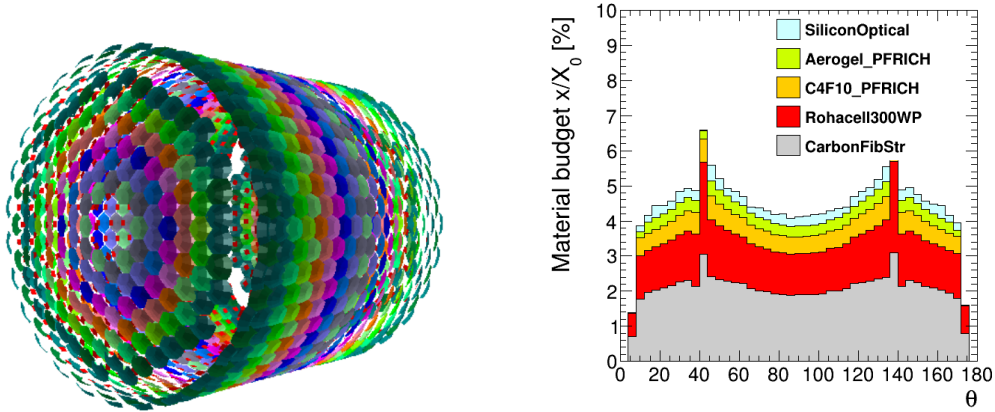 Material budget x/X0 [%]
10
9
8
7
6
5
4
3
2
1
0
SiliconOptical
Aerogel_PFRICH
C4F10_PFRICH
Rohacell300WP
CarbonFibStr
0 20 40 60 80 100 120 140 160 180
θ